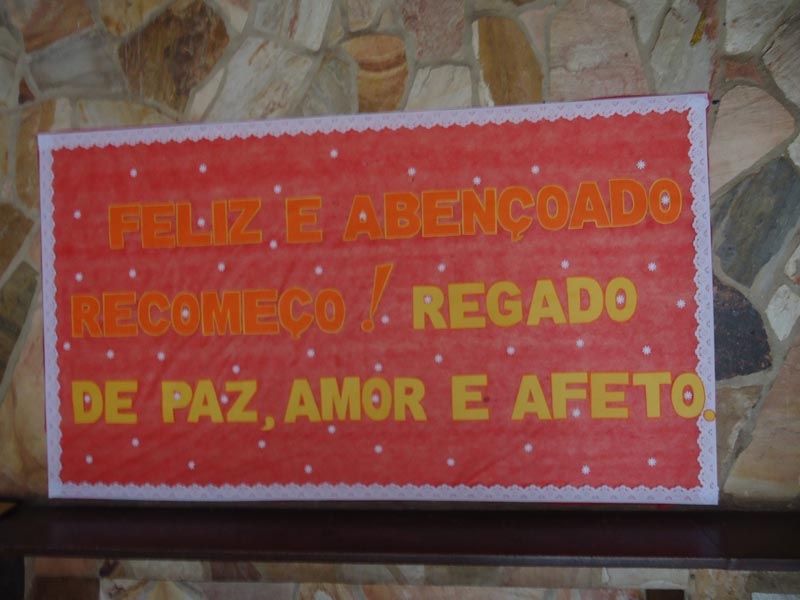 FELIZ E ABENÇOADO
RECOMEÇO! REGADO
DE PAZ, AMOR E AFETO.